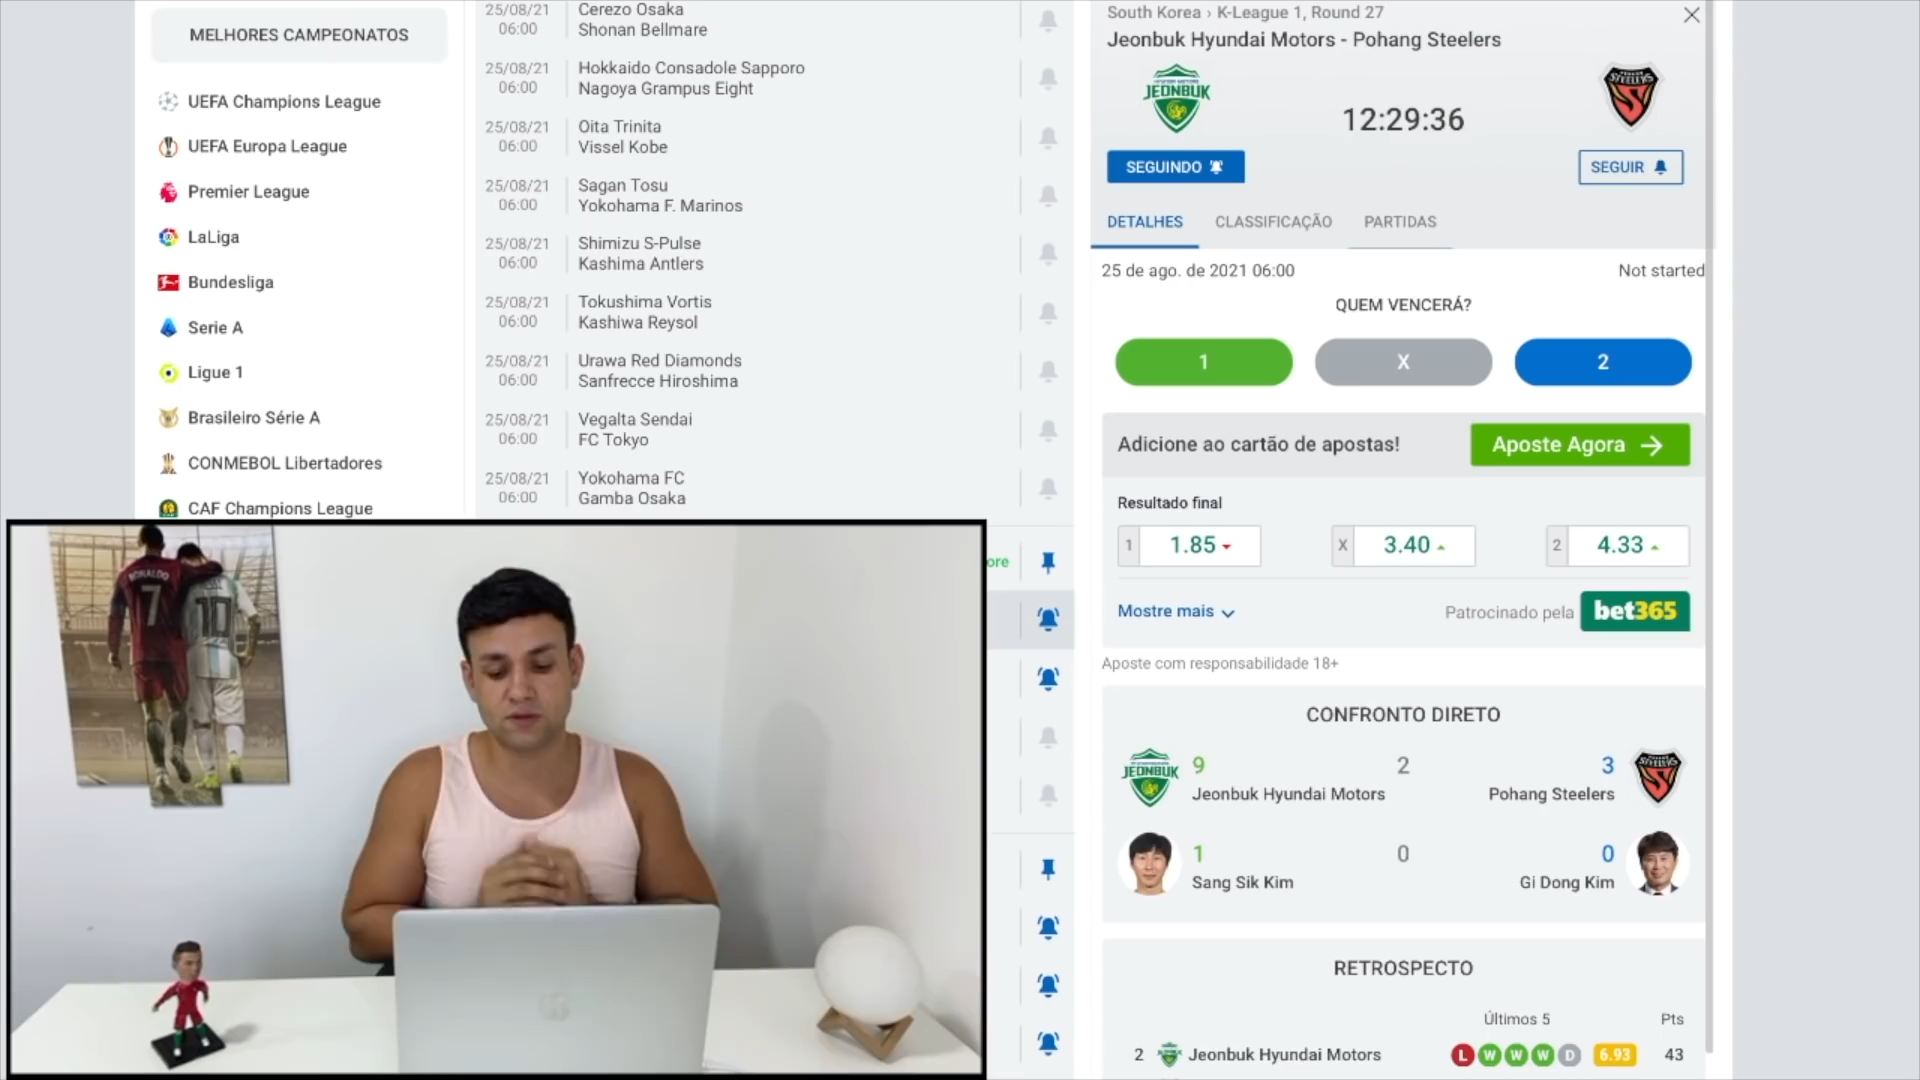 MELHORES CAMPEONATOS
UEFA Champions League
UEFA Europa League
Premier League
LaLiga
Bundesliga
Serie A
Ligue 1
Brasileiro Série A
CONMEBOL Libertadores
CAF Champions League
25/08/21 Cerezo Osaka
06:00 Shonan Bellmare
25/08/21 Hokkaido Consadole Sapporo
06:00 Nagoya Grampus Eight
25/08/21 Oita Trinita
06:00 Vissel Kobe
25/08/21 Sagan Tosu
06:00 Yokohama F. Marinos
25/08/21 Shimizu S-Pulse
06:00 Kashima Antlers
25/08/21 Tokushima Vortis
06:00 Kashiwa Reysol
25/08/21 Urawa Red Diamonds
06:00 Sanfrecce Hiroshima
25/08/21 Vegalta Sendai
06:00 FC Tokyo
25/08/21 Yokohama FC
06:00 Gamba Osaka
ore
RONALDO
7
10
South Korea › K-League 1, Round 27
Jeonbuk Hyundai Motors - Pohang Steelers
JEONBUK
STEELERS
12:29:36
SEGUINDO
SEGUIR
DETALHES CLASSIFICAÇÃO PARTIDAS
25 de ago. de 2021 06:00 Not started
QUEM VENCERÁ?
1 X 2
Adicione ao cartão de apostas! Aposte Agora
Resultado final
1 1.85 X 3.40 2 4.33
Mostre mais Patrocinado pela bet365
Aposte com responsabilidade 18+
CONFRONTO DIRETO
JEONBUK
STEELERS
9 2 3
Jeonbuk Hyundai Motors Pohang Steelers
1 0 0
Sang Sik Kim Gi Dong Kim
RETROSPECTO
Últimos 5 Pts
2 Jeonbuk Hyundai Motors L W W W D 6.93 43